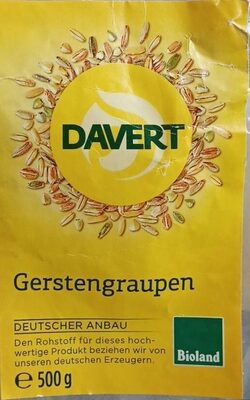 DAVERT
Gerstengraupen
DEUTSCHER ANBAU
Den Rohstoff für dieses hoch-
wertige Produkt beziehen wir von
unseren deutschen Erzeugern.
Bioland
℮ 500 g